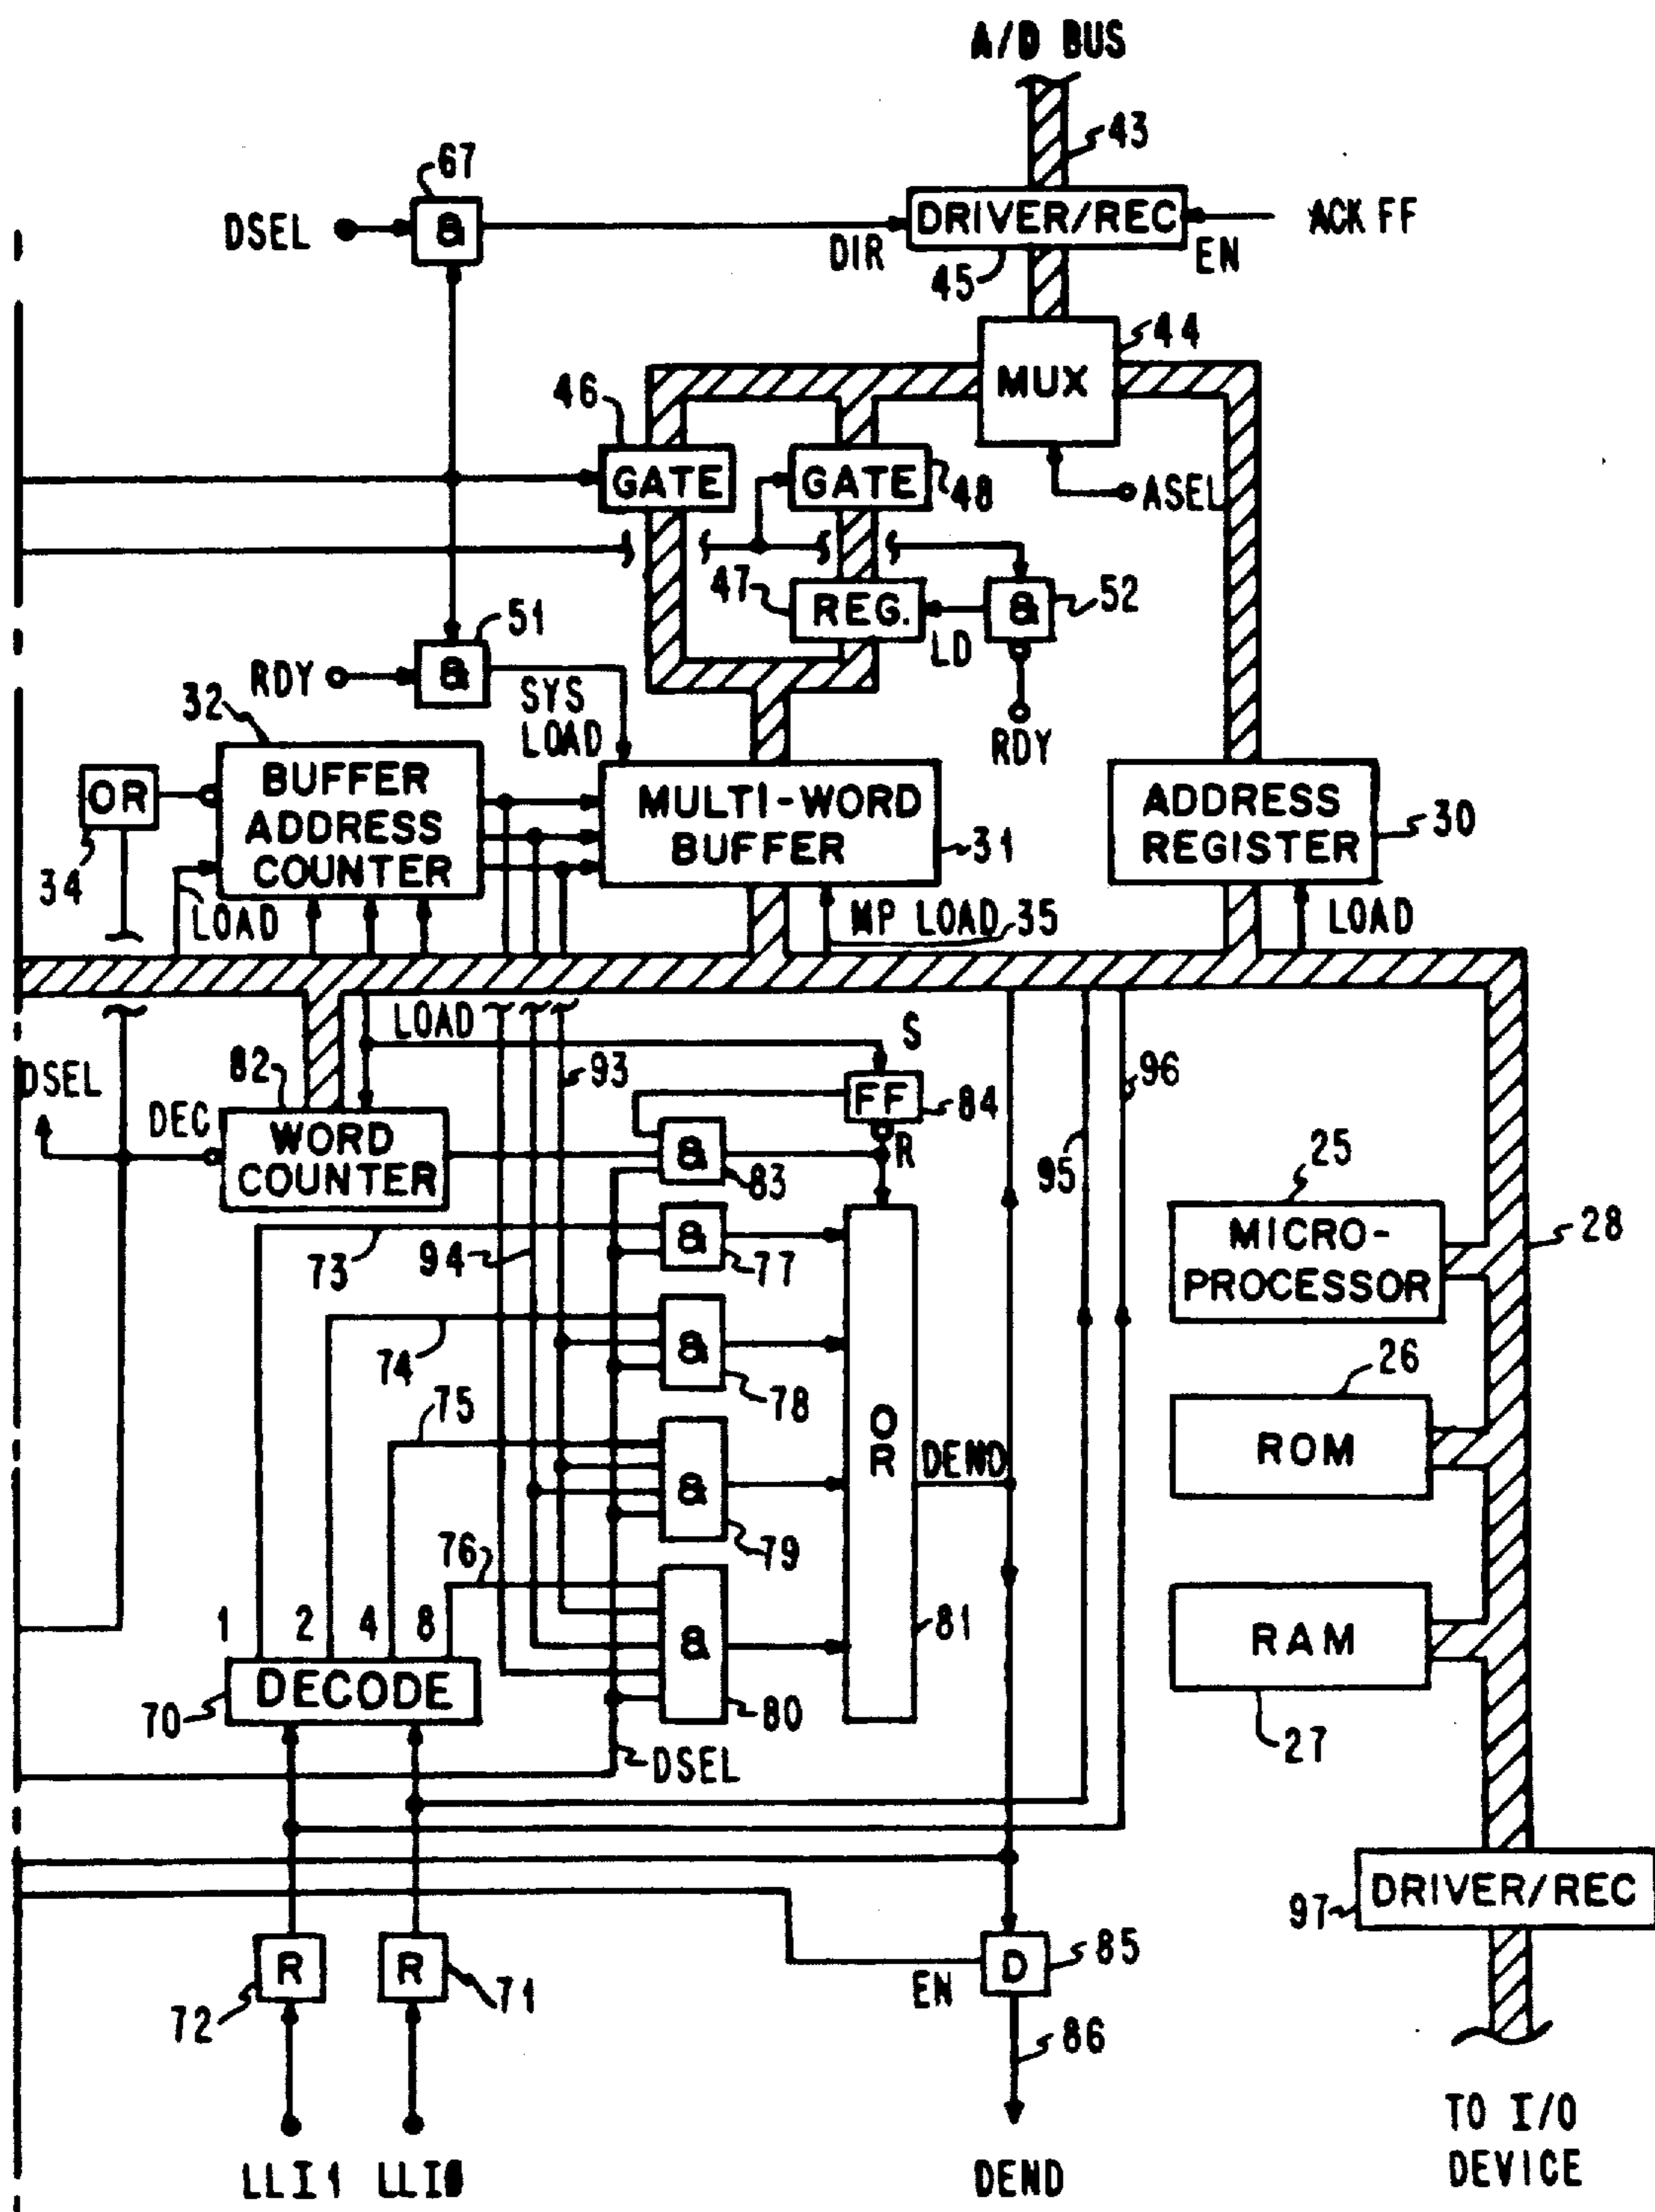 A/D BUS
43
67
DSEL
&
DIR
DRIVER/REC
EN
ACK FF
45
44
MUX
46
GATE
GATE
48
ASEL
47
REG.
LD
&
52
51
RDY
&
SYS
LOAD
RDY
32
OR
34
BUFFER
ADDRESS
COUNTER
LOAD
MULTI-WORD
BUFFER
31
ADDRESS
REGISTER
30
MP LOAD
35
LOAD
LOAD
S
DSEL
82
DEC
WORD
COUNTER
93
FF
84
R
96
&
83
95
25
MICRO-
PROCESSOR
28
73
94
&
77
74
&
78
26
ROM
75
&
79
OR
DEND
76
1 2 4 8
&
80
81
RAM
27
DECODE
70
DSEL
DRIVER/REC
97
R
72
R
71
EN
D
85
86
LLI1
LLI0
DEND
TO I/O
DEVICE